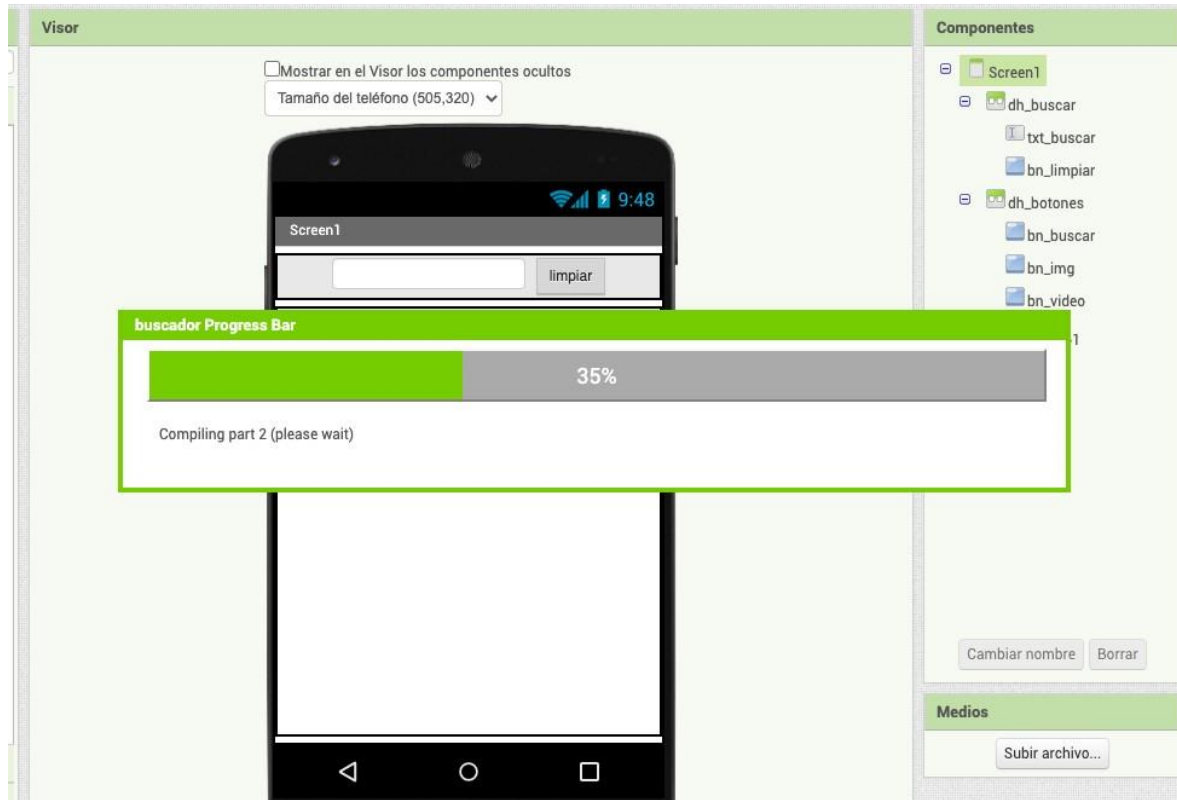 Visor
Mostrar en el Visor los componentes ocultos
Tamaño del teléfono (505,320)
9:48
Screen1
limpiar
buscador Progress Bar
35%
Compiling part 2 (please wait)
Componentes
Screen1
dh_buscar
txt_buscar
bn_limpiar
dh_botones
bn_buscar
bn_img
bn_video
Cambiar nombre Borrar
Medios
Subir archivo...